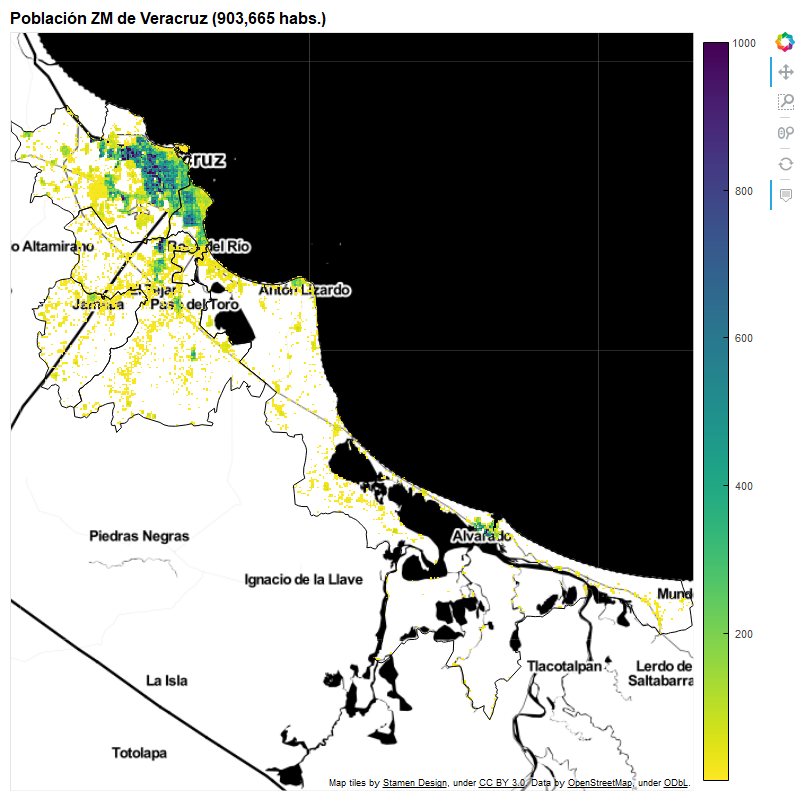 Población ZM de Veracruz (903,665 habs.)
1000
ruz
800
o Altamirano
del Río
Antón Lizardo
Paso del Toro
600
400
Piedras Negras
Alvarado
Ignacio de la Llave
Mund
200
Tlacotalpán
Lerdo de
Saltabarra
La Isla
Totolapa
Map tiles by Stamen Design, under CC BY 3.0. Data by OpenStreetMap, under ODbL.